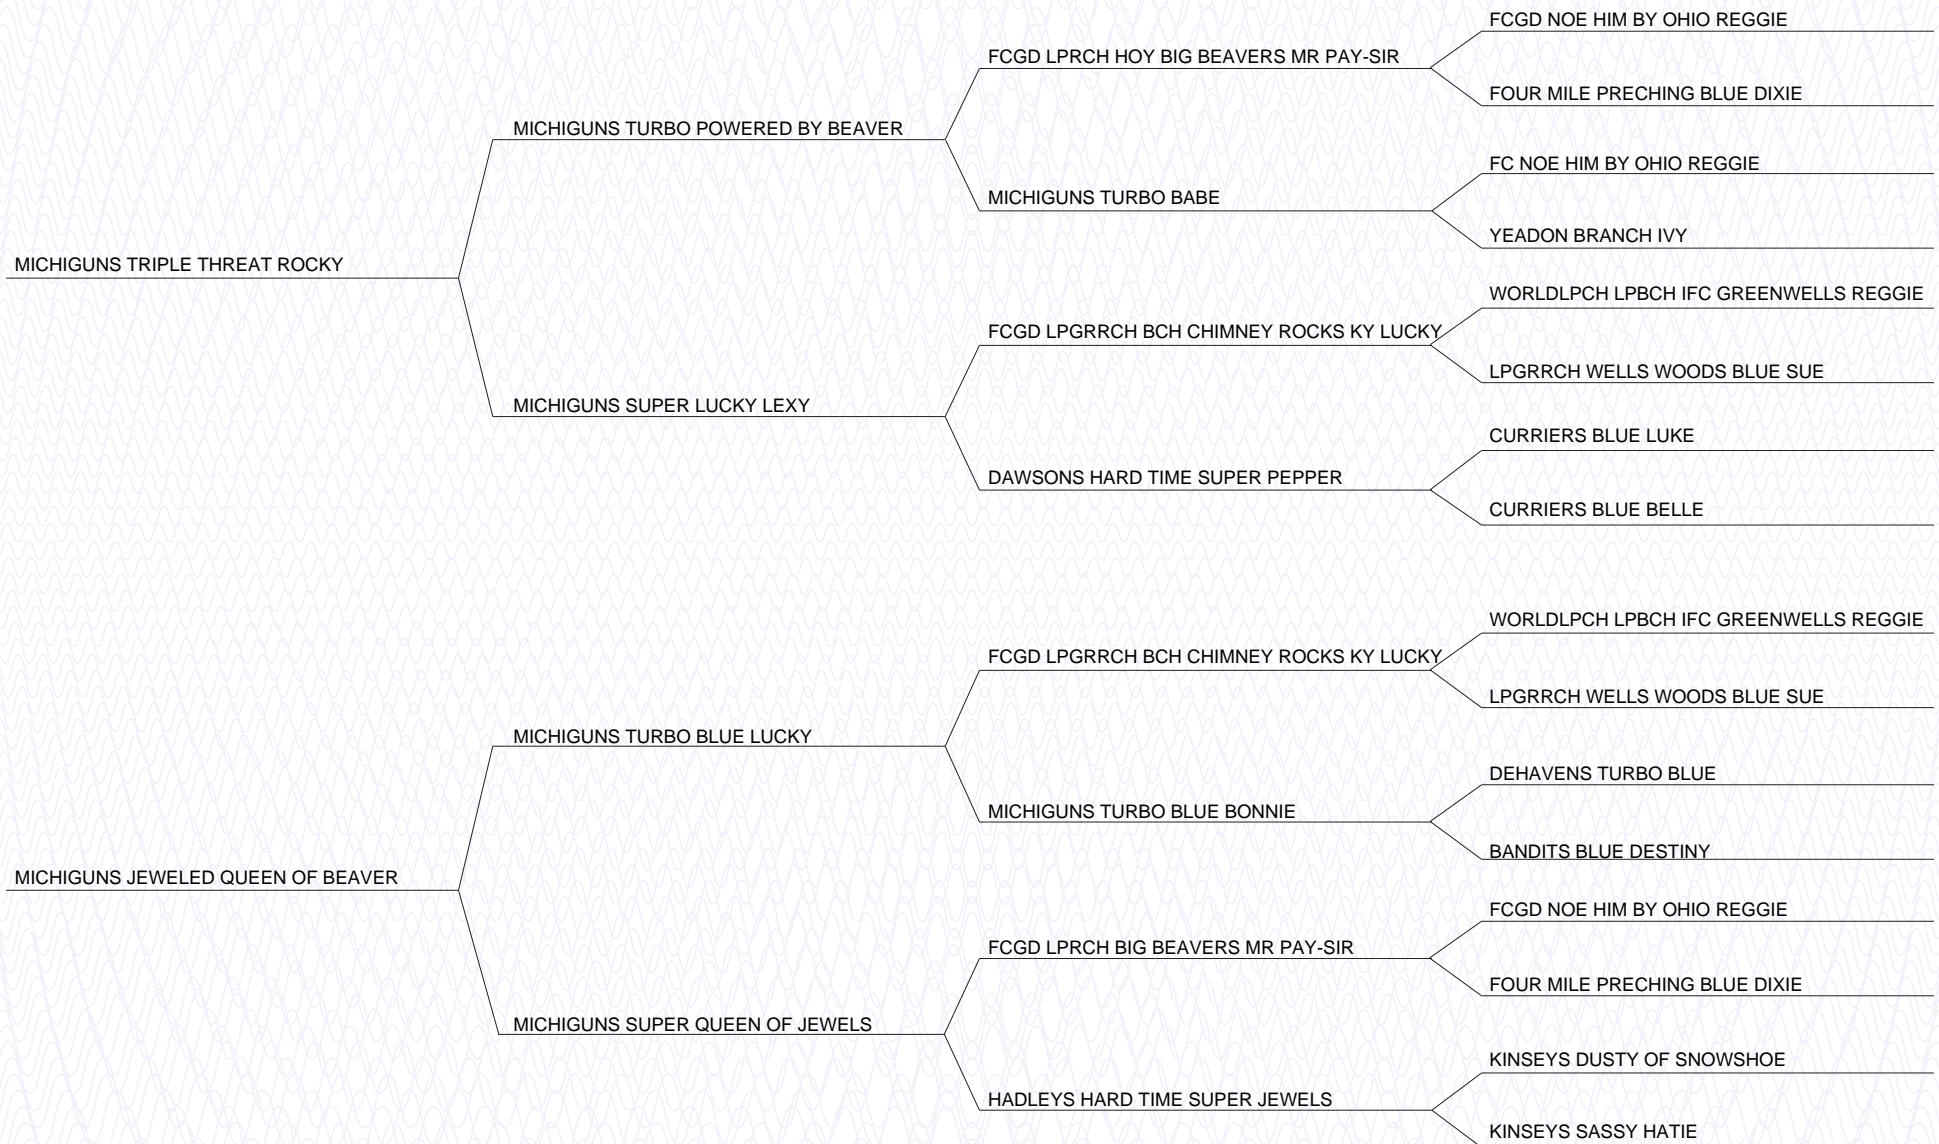 FCGD NOE HIM BY OHIO REGGIE
FCGD LPRCH HOY BIG BEAVERS MR PAY-SIR
FOUR MILE PRECHING BLUE DIXIE
MICHIGUNS TURBO POWERED BY BEAVER
FC NOE HIM BY OHIO REGGIE
MICHIGUNS TURBO BABE
YEADON BRANCH IVY
MICHIGUNS TRIPLE THREAT ROCKY
WORLDLPCH LPBCH IFC GREENWELLS REGGIE
FCGD LPGRRCH BCH CHIMNEY ROCKS KY LUCKY
LPGRRCH WELLS WOODS BLUE SUE
MICHIGUNS SUPER LUCKY LEXY
CURRIERS BLUE LUKE
DAWSONS HARD TIME SUPER PEPPER
CURRIERS BLUE BELLE
WORLDLPCH LPBCH IFC GREENWELLS REGGIE
FCGD LPGRRCH BCH CHIMNEY ROCKS KY LUCKY
LPGRRCH WELLS WOODS BLUE SUE
MICHIGUNS TURBO BLUE LUCKY
DEHAVENS TURBO BLUE
MICHIGUNS TURBO BLUE BONNIE
BANDITS BLUE DESTINY
MICHIGUNS JEWELED QUEEN OF BEAVER
FCGD NOE HIM BY OHIO REGGIE
FCGD LPRCH BIG BEAVERS MR PAY-SIR
FOUR MILE PRECHING BLUE DIXIE
MICHIGUNS SUPER QUEEN OF JEWELS
KINSEYS DUSTY OF SNOWSHOE
HADLEYS HARD TIME SUPER JEWELS
KINSEYS SASSY HATIE